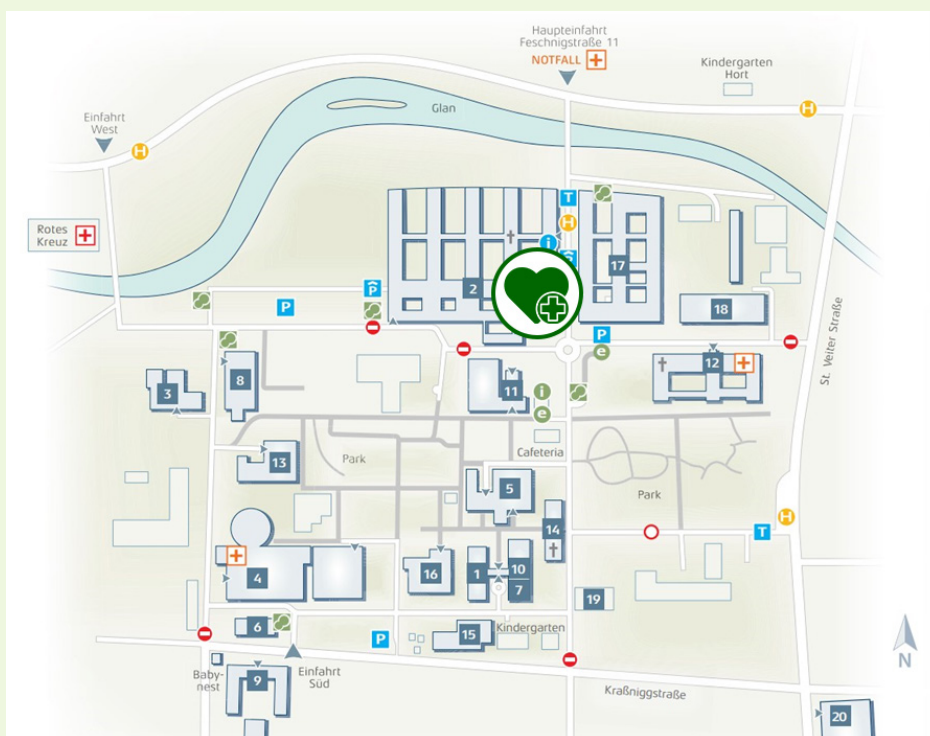 Haupteinfahrt
Feschnigstraße 11
NOTFALL
Kindergarten
Hort
H
Glan
Einfahrt
West
H
Rotes
Kreuz
T
H
i
17
2
P
P
18
P
e
12
St. Veiter Straße
3
8
11
i
e
Cafeteria
13
Park
5
Park
14
H
T
4
16
1
10
7
19
6
P
15
Kindergarten
Baby-
nest
9
Einfahrt
Süd
Kraßniggstraße
N
20